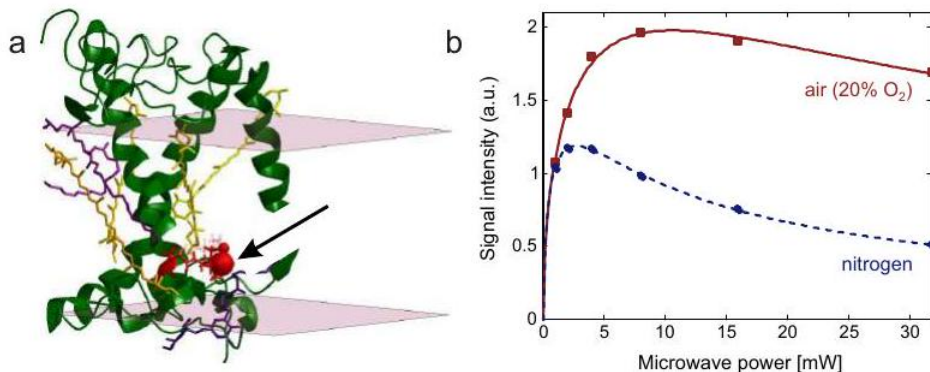 a
b
Signal intensity (a.u.)
2
1.5
1
0.5
0
air (20% O₂)
nitrogen
0
5
10
15
20
25
30
Microwave power [mW]